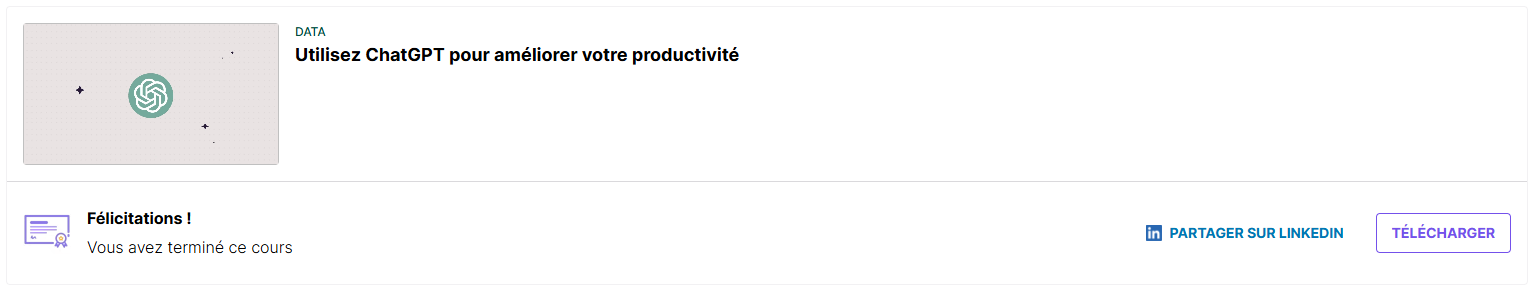 DATA
Utilisez ChatGPT pour améliorer votre productivité
Félicitations !
Vous avez terminé ce cours
PARTAGER SUR LINKEDIN
TÉLÉCHARGER